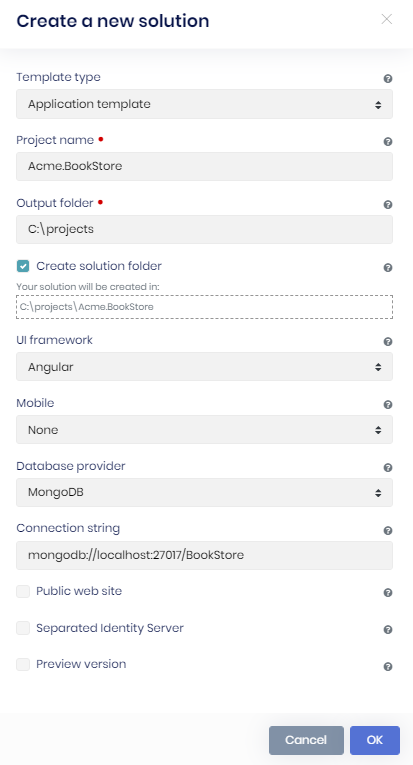 Create a new solution
Template type
Application template
Project name
Acme.BookStore
Output folder
C:\projects
Create solution folder
Your solution will be created in:
C:\projects\Acme.BookStore
UI framework
Angular
Mobile
None
Database provider
MongoDB
Connection string
mongodb://localhost:27017/BookStore
Public web site
Separated Identity Server
Preview version
Cancel OK